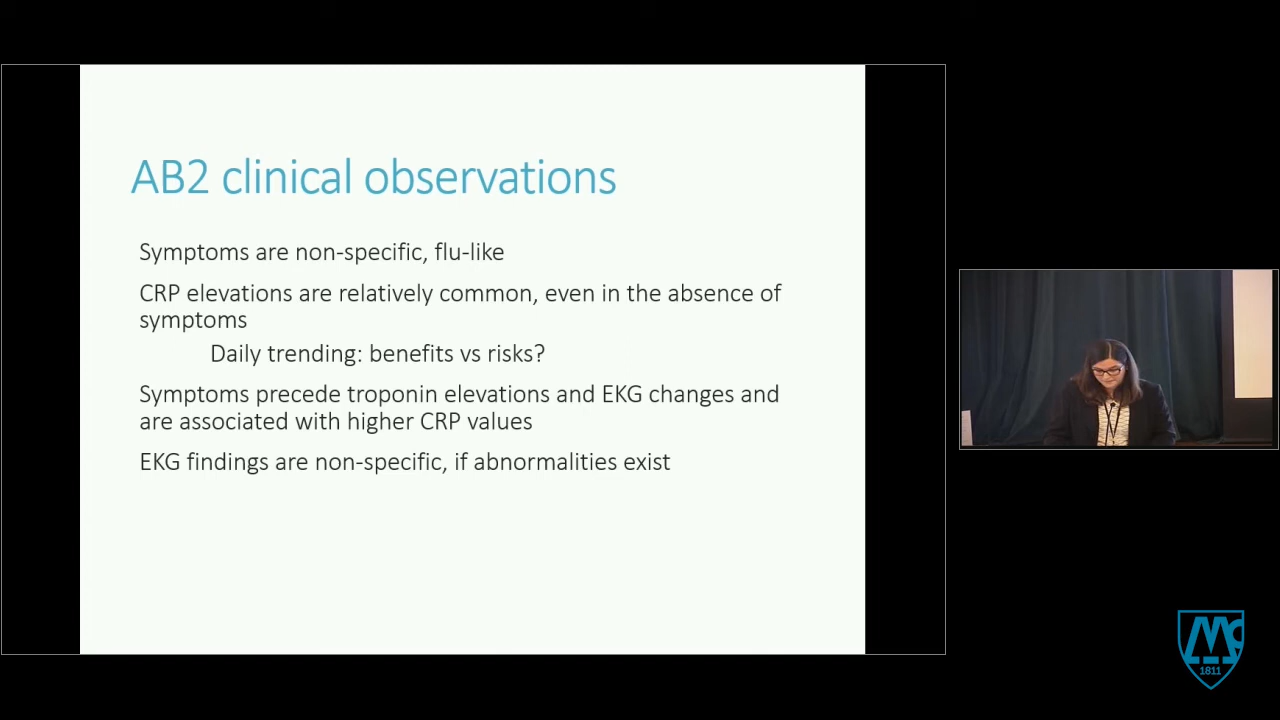 AB2 clinical observations
Symptoms are non-specific, flu-like
CRP elevations are relatively common, even in the absence of
symptoms
Daily trending: benefits vs risks?
Symptoms precede troponin elevations and EKG changes and
are associated with higher CRP values
EKG findings are non-specific, if abnormalities exist
1811